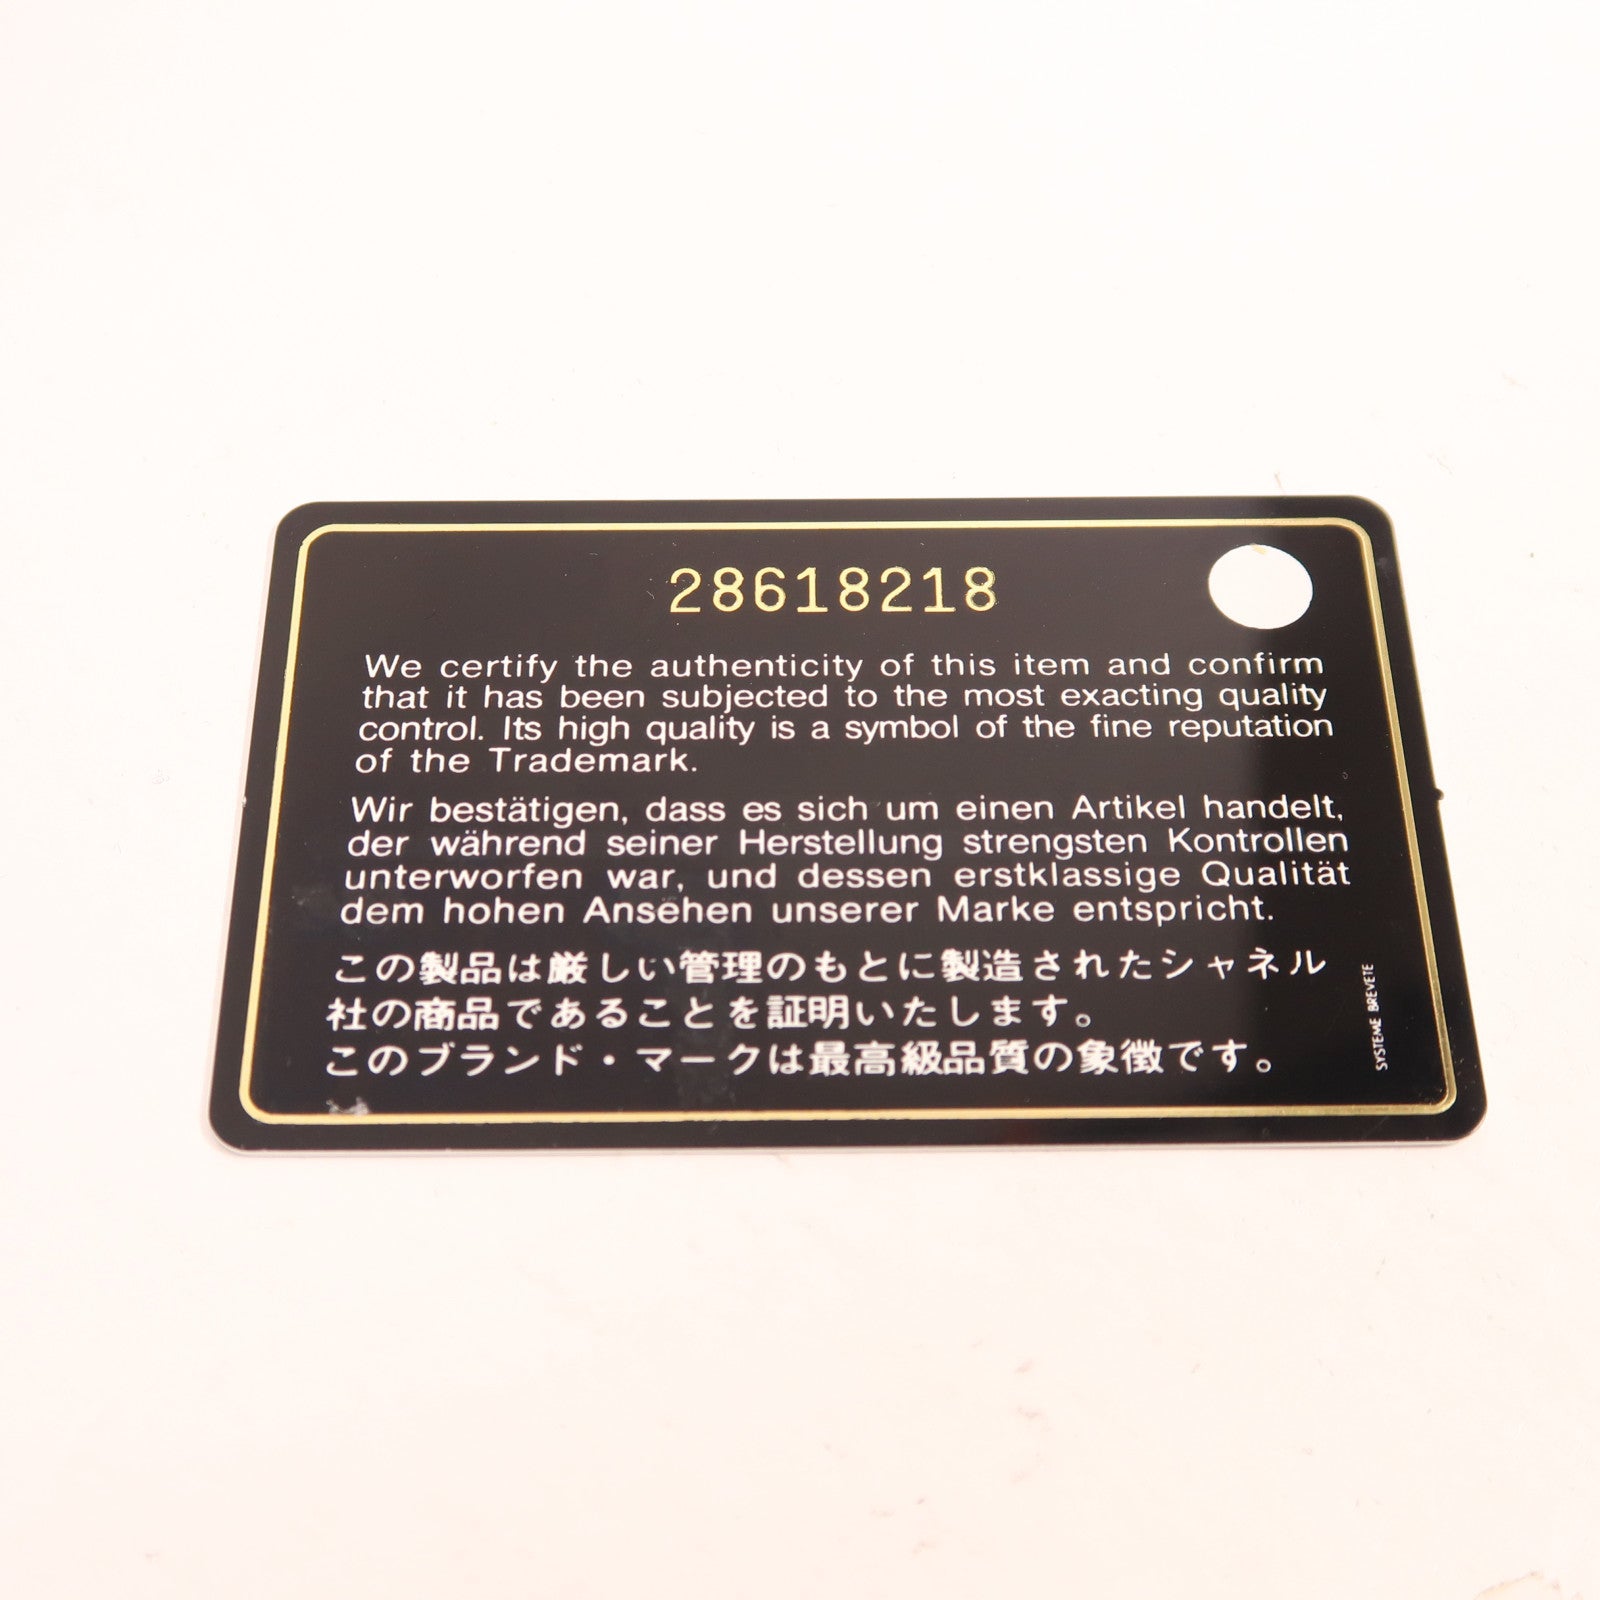 28618218
We certify the authenticity of this item and confirm
that it has been subjected to the most exacting quality
control. Its high quality is a symbol of the fine reputation
of the Trademark.
Wir bestätigen, dass es sich um einen Artikel handelt,
der während seiner Herstellung strengsten Kontrollen
unterworfen war, und dessen erstklassige Qualität
dem hohen Ansehen unserer Marke entspricht.
この製品は厳しい管理のもとに製造されたシャネル
社の商品であることを証明いたします。
このブランド・マークは最高級品質の象徴です。
SYSTEME BREVETE